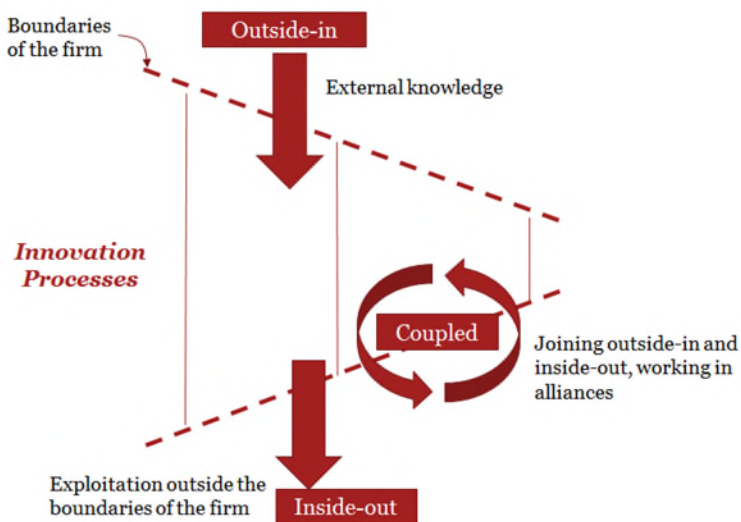 Boundaries
of the firm
Outside-in
External knowledge
Innovation
Processes
Coupled
Joining outside-in and
inside-out, working in
alliances
Exploitation outside the
boundaries of the firm
Inside-out